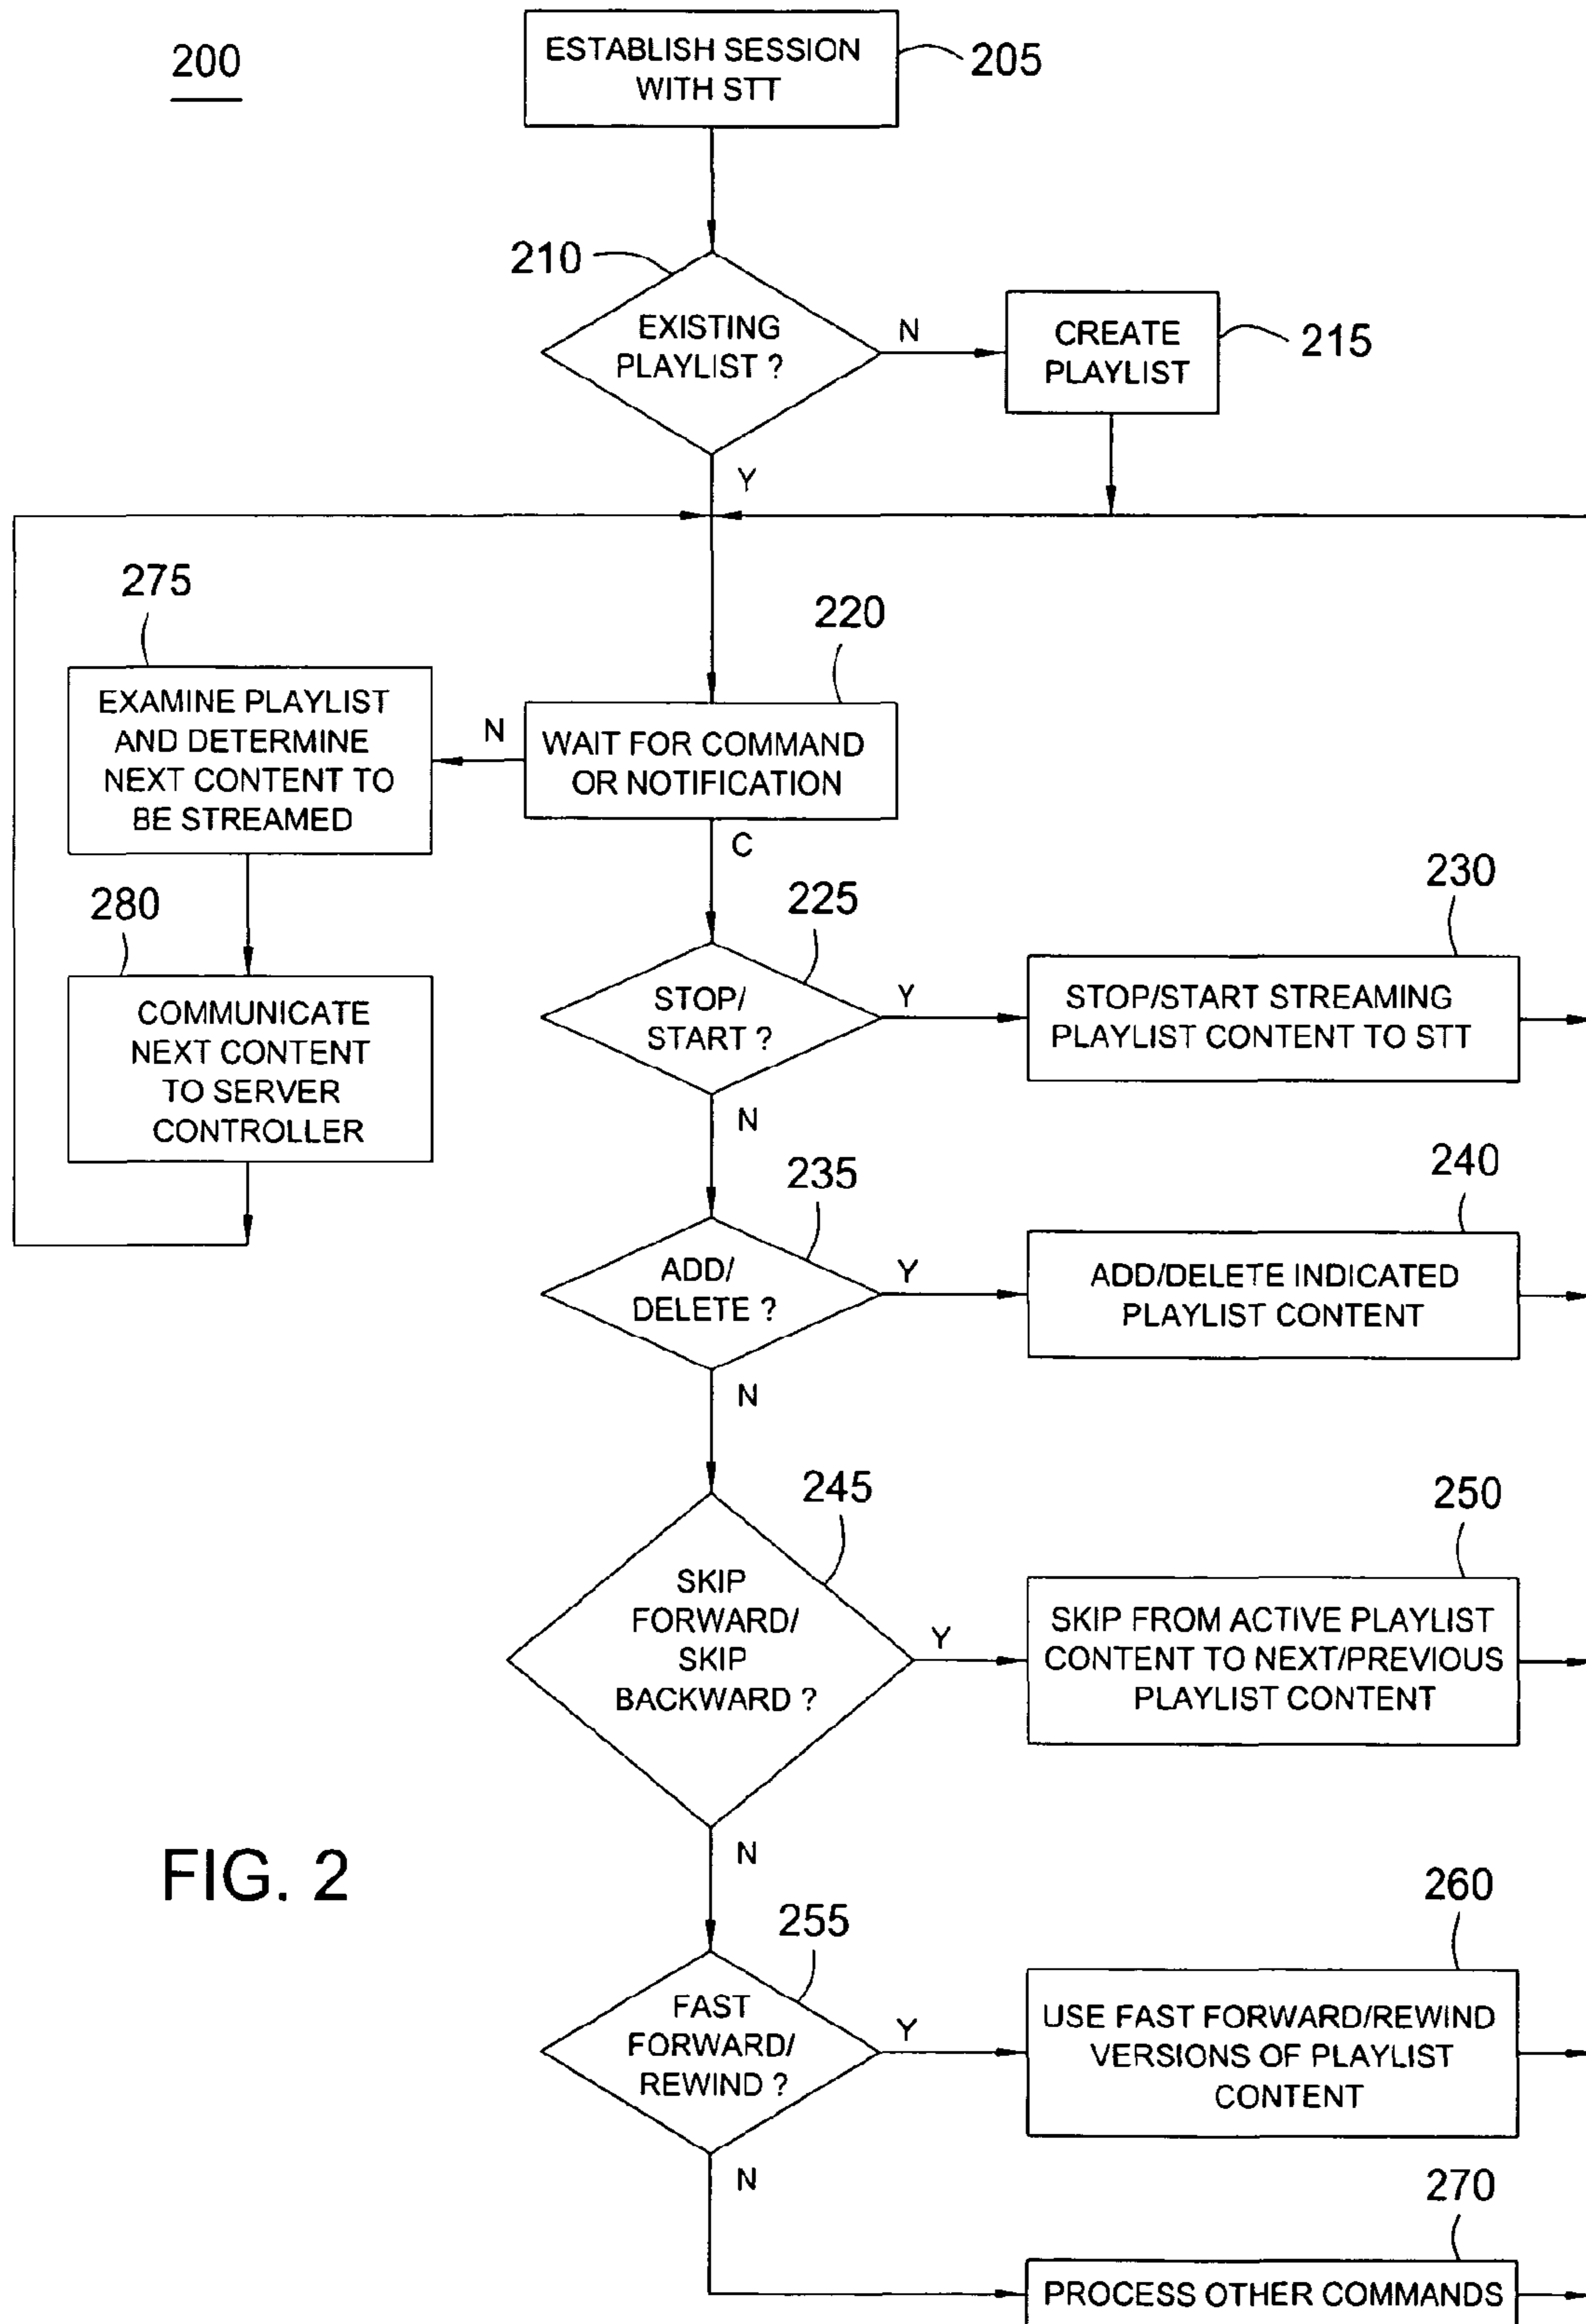 200
ESTABLISH SESSION
WITH STT
205
210
EXISTING
PLAYLIST ?
N
CREATE
PLAYLIST
215
Y
275
220
EXAMINE PLAYLIST
AND DETERMINE
NEXT CONTENT TO
BE STREAMED
N
WAIT FOR COMMAND
OR NOTIFICATION
C
280
COMMUNICATE
NEXT CONTENT
TO SERVER
CONTROLLER
225
STOP/
START ?
Y
230
STOP/START STREAMING
PLAYLIST CONTENT TO STT
N
235
ADD/
DELETE ?
Y
240
ADD/DELETE INDICATED
PLAYLIST CONTENT
N
245
SKIP
FORWARD/
SKIP
BACKWARD ?
Y
250
SKIP FROM ACTIVE PLAYLIST
CONTENT TO NEXT/PREVIOUS
PLAYLIST CONTENT
N
FIG. 2
255
FAST
FORWARD/
REWIND ?
Y
260
USE FAST FORWARD/REWIND
VERSIONS OF PLAYLIST
CONTENT
N
270
PROCESS OTHER COMMANDS